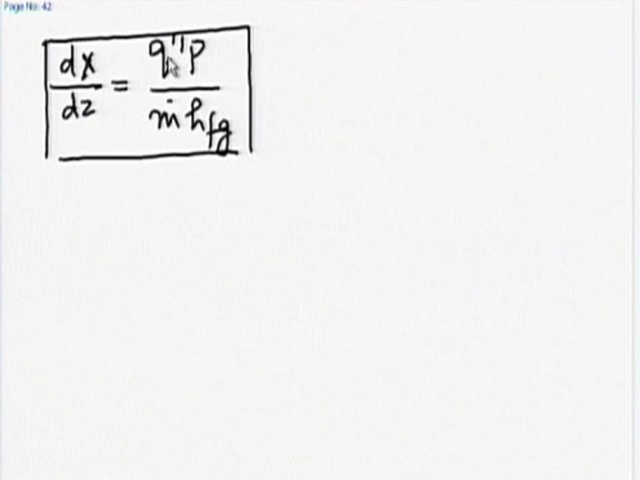 Page No: 42
dx/dz = q''P/ṁh_fg